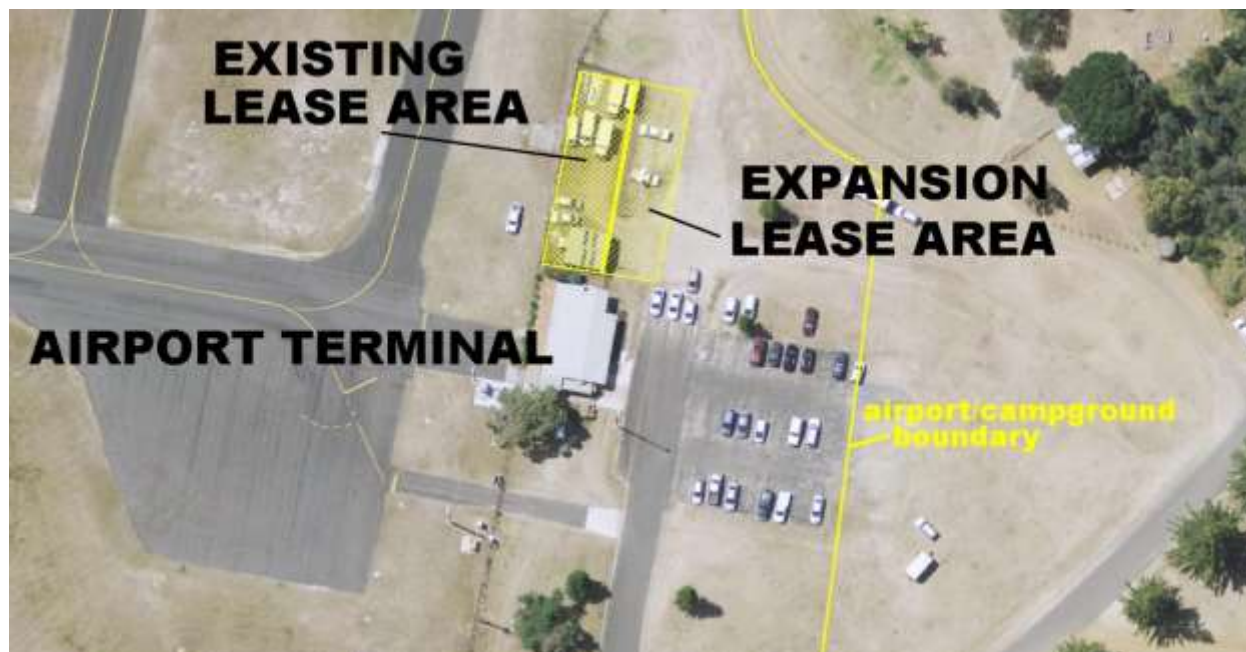 EXISTING
LEASE AREA
EXPANSION
LEASE AREA
AIRPORT TERMINAL
airport/campground
boundary